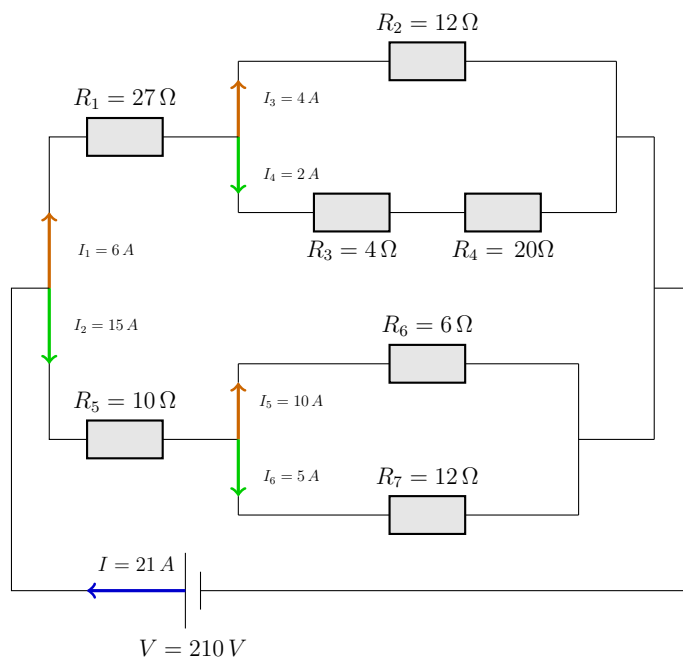 R₂ = 12 Ω
I₃ = 4 A
R₁ = 27 Ω
I₄ = 2 A
R₃ = 4 Ω
R₄ = 20Ω
I₁ = 6 A
I₂ = 15 A
R₆ = 6 Ω
I₅ = 10 A
R₅ = 10 Ω
I₆ = 5 A
R₇ = 12 Ω
I = 21 A
V = 210 V